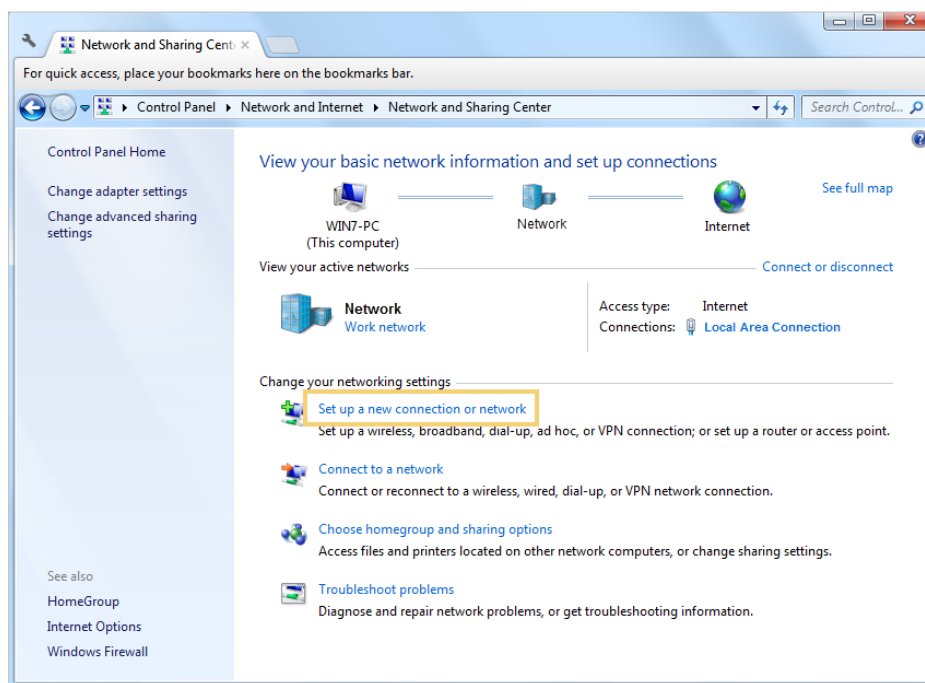 Network and Sharing Cent
For quick access, place your bookmarks here on the bookmarks bar.
Control Panel Network and Internet Network and Sharing Center
Search Control...
Control Panel Home
Change adapter settings
Change advanced sharing
settings
See also
HomeGroup
Internet Options
Windows Firewall
View your basic network information and set up connections
See full map
WIN7-PC
(This computer)
Network
Internet
View your active networks
Connect or disconnect
Network
Work network
Access type: Internet
Connections: Local Area Connection
Change your networking settings
Set up a new connection or network
Set up a wireless, broadband, dial-up, ad hoc, or VPN connection; or set up a router or access point.
Connect to a network
Connect or reconnect to a wireless, wired, dial-up, or VPN network connection.
Choose homegroup and sharing options
Access files and printers located on other network computers, or change sharing settings.
Troubleshoot problems
Diagnose and repair network problems, or get troubleshooting information.